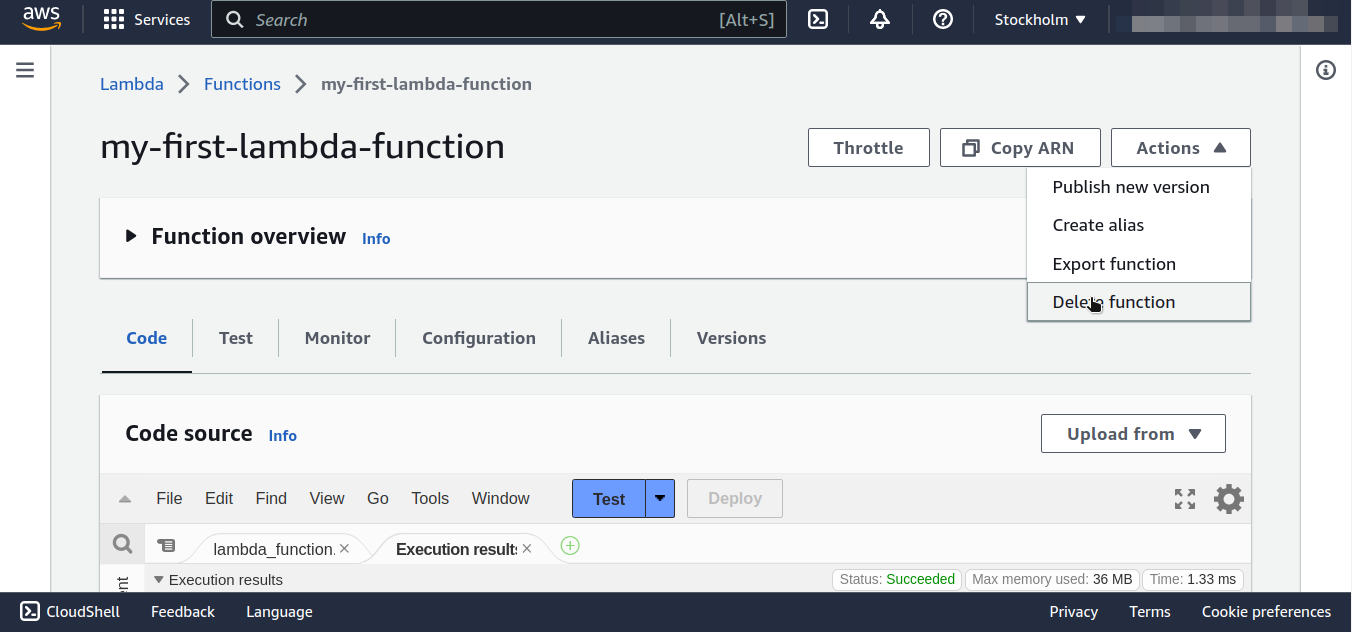 aws Services Search [Alt+S] Stockholm
Lambda Functions my-first-lambda-function
my-first-lambda-function
Throttle Copy ARN Actions
Publish new version
Create alias
Export function
Delete function
Function overview Info
Code Test Monitor Configuration Aliases Versions
Code source Info
Upload from
File Edit Find View Go Tools Window Test Deploy
lambda_function. Execution results
Execution results Status: Succeeded Max memory used: 36 MB Time: 1.33 ms
CloudShell Feedback Language Privacy Terms Cookie preferences